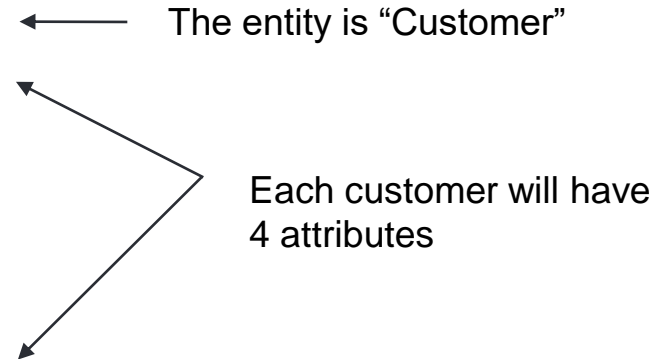 The entity is “Customer”
Each customer will have
4 attributes